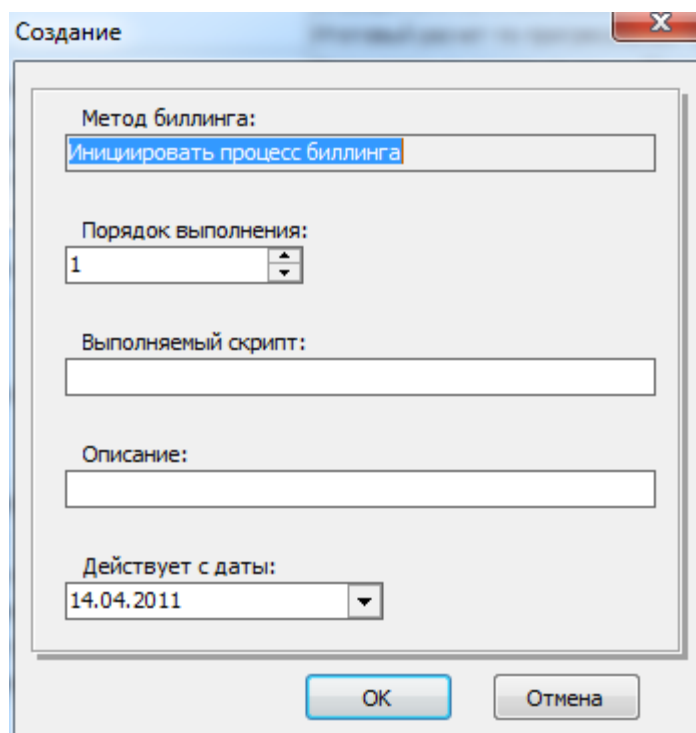 Создание
Метод биллинга:
Инициировать процесс биллинга
Порядок выполнения:
1
Выполняемый скрипт:
Описание:
Действует с даты:
14.04.2011
OK
Отмена